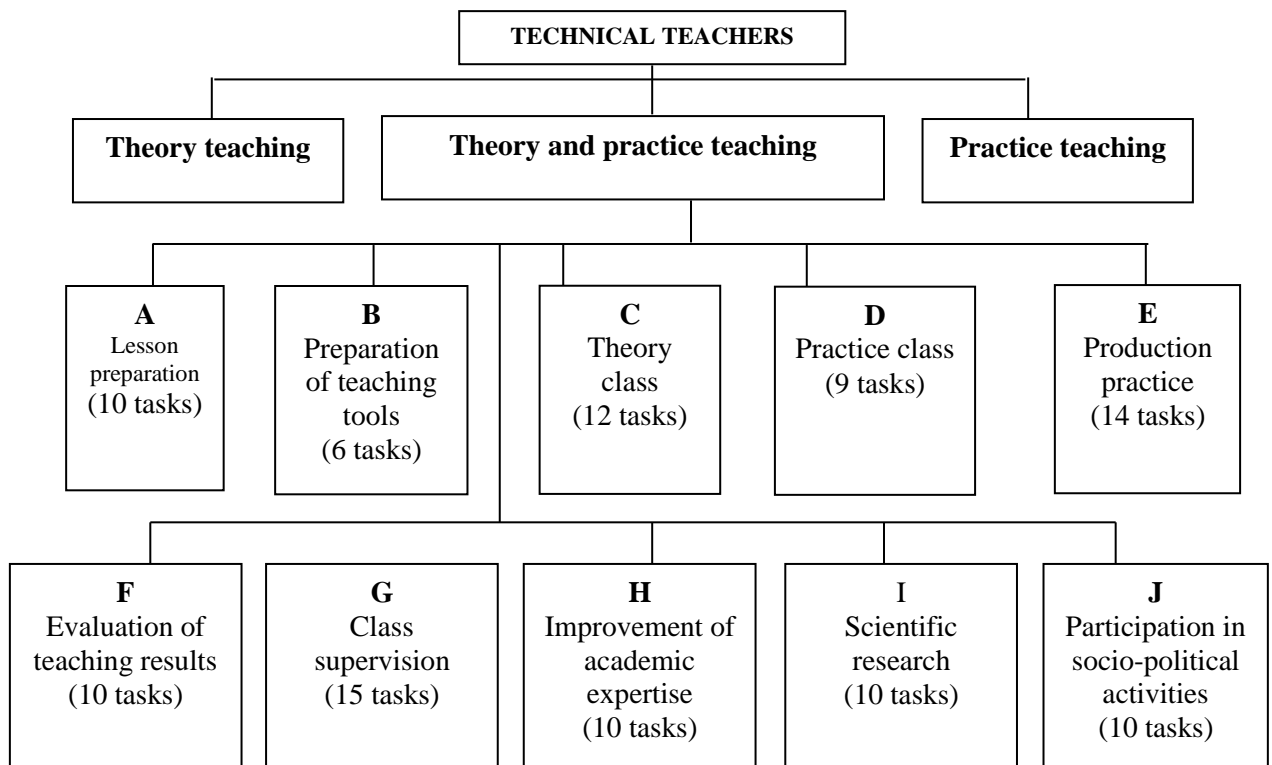 TECHNICAL TEACHERS
Theory teaching
Theory and practice teaching
Practice teaching
A
Lesson
preparation
(10 tasks)
B
Preparation
of teaching
tools
(6 tasks)
C
Theory
class
(12 tasks)
D
Practice class
(9 tasks)
E
Production
practice
(14 tasks)
F
Evaluation of
teaching results
(10 tasks)
G
Class
supervision
(15 tasks)
H
Improvement of
academic
expertise
(10 tasks)
I
Scientific
research
(10 tasks)
J
Participation in
socio-political
activities
(10 tasks)